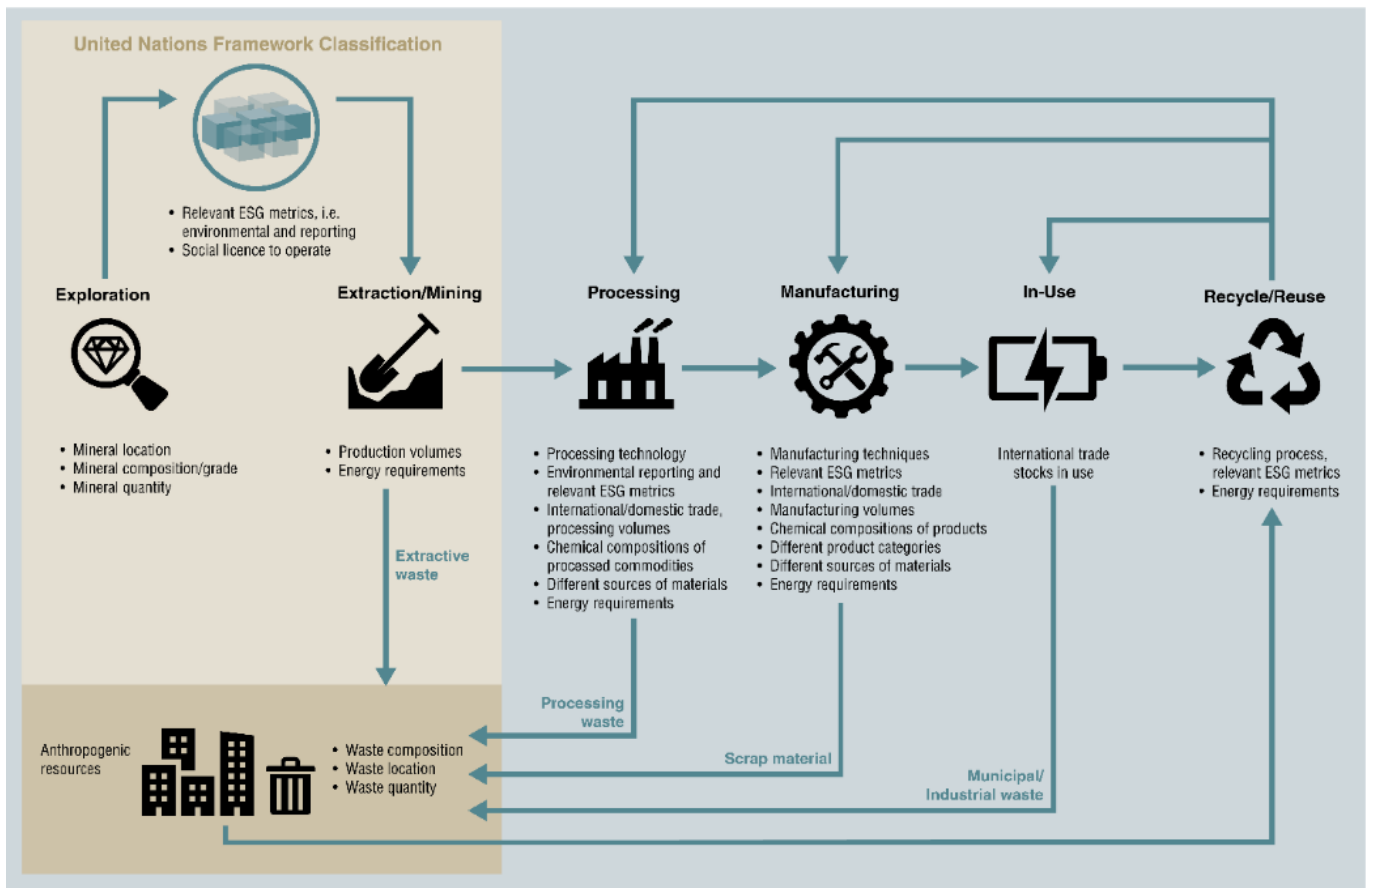 United Nations Framework Classification
• Relevant ESG metrics, i.e.
environmental and reporting
• Social licence to operate
Exploration
Extraction/Mining
Processing
Manufacturing
In-Use
Recycle/Reuse
• Mineral location
• Mineral composition/grade
• Mineral quantity
• Production volumes
• Energy requirements
• Processing technology
• Environmental reporting and
relevant ESG metrics
• International/domestic trade,
processing volumes
• Chemical compositions of
processed commodities
• Different sources of materials
• Energy requirements
• Manufacturing techniques
• Relevant ESG metrics
• International/domestic trade
• Manufacturing volumes
• Chemical compositions of products
• Different product categories
• Different sources of materials
• Energy requirements
International trade
stocks in use
• Recycling process,
relevant ESG metrics
• Energy requirements
Extractive
waste
Processing
waste
Scrap material
Municipal/
Industrial waste
Anthropogenic
resources
• Waste composition
• Waste location
• Waste quantity